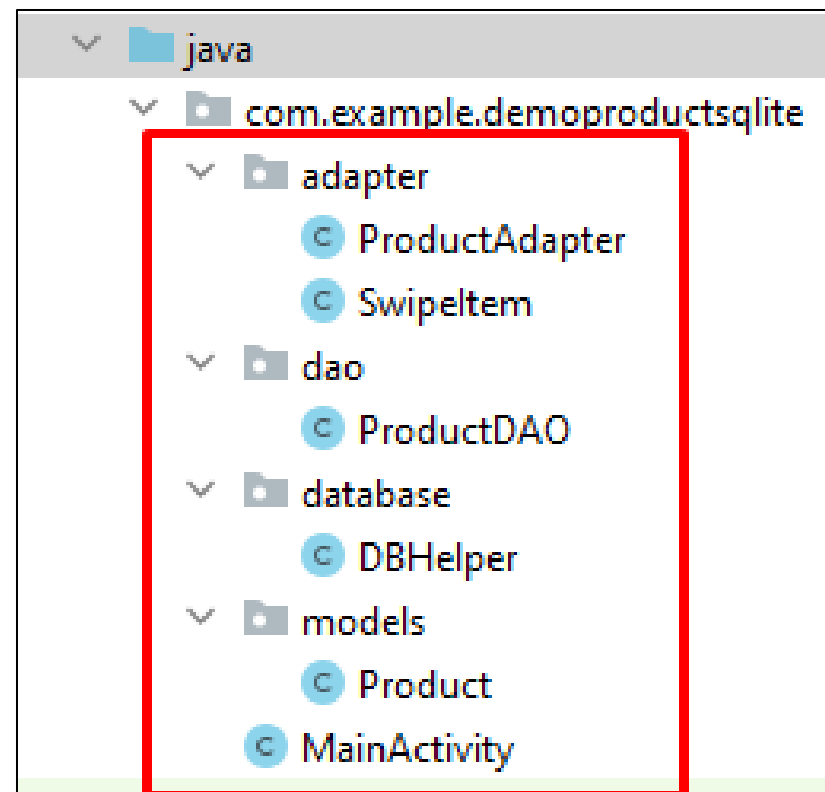 java
com.example.demoproductsqlite
adapter
C ProductAdapter
C SwipeItem
dao
C ProductDAO
database
C DBHelper
models
C Product
C MainActivity